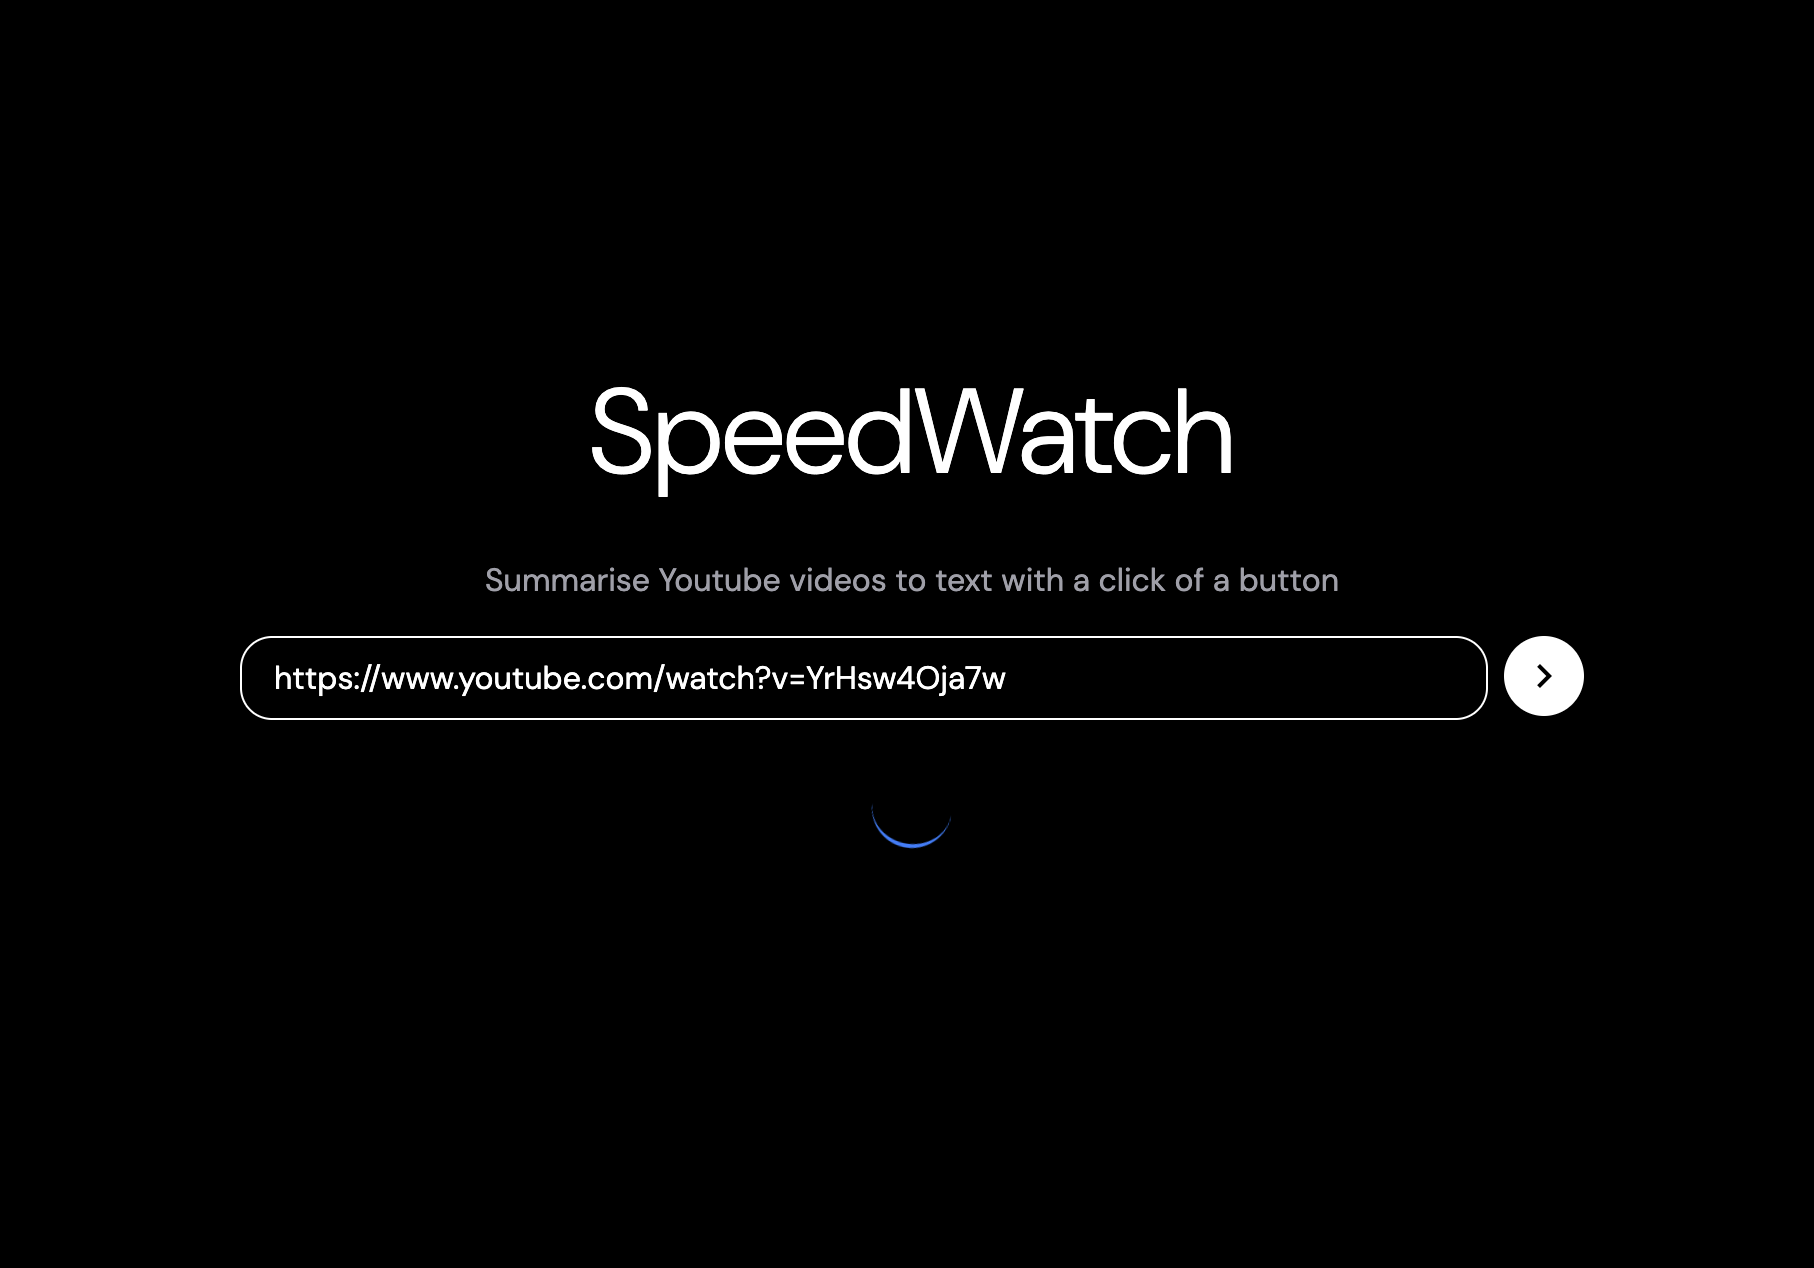 SpeedWatch
Summarise Youtube videos to text with a click of a button
https://www.youtube.com/watch?v=YrHsw4Oja7w